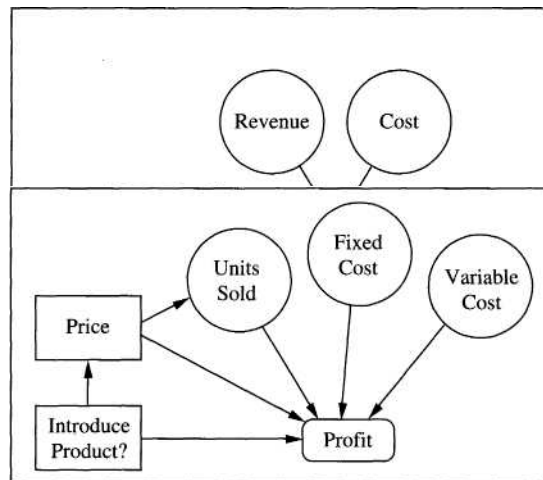 Revenue
Cost
Fixed
Cost
Units
Sold
Variable
Cost
Price
Introduce
Product?
Profit